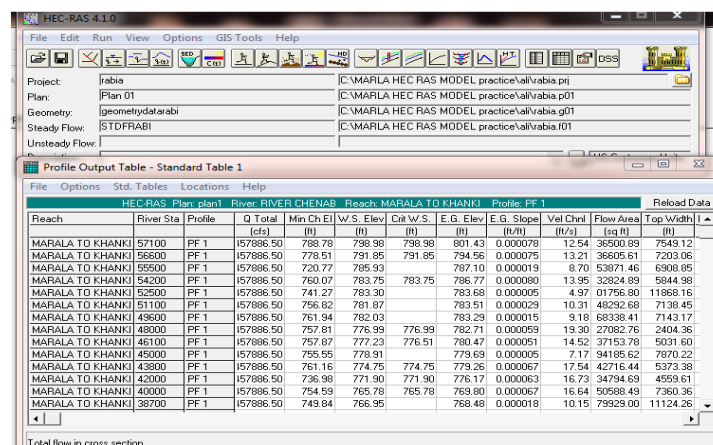 HEC-RAS 4.1.0
File Edit Run View Options GIS Tools Help
DSS
Project: rabia C:\MARLA HEC RAS MODEL practice\ali\rabia.prj
Plan: Plan 01 C:\MARLA HEC RAS MODEL practice\ali\rabia.p01
Geometry: geometrydatarabi C:\MARLA HEC RAS MODEL practice\ali\rabia.g01
Steady Flow: STDFRABI C:\MARLA HEC RAS MODEL practice\ali\rabia.f01
Unsteady Flow:
Profile Output Table - Standard Table 1
File Options Std. Tables Locations Help
HEC-RAS Plan: plan1 River: RIVER CHENAB Reach: MARALA TO KHANKI Profile: PF 1 Reload Data
Reach River Sta Profile Q Total Min Ch El W.S. Elev Crit W.S. E.G. Elev E.G. Slope Vel Chnl Flow Area Top Width
(cfs) (ft) (ft) (ft) (ft) (ft/ft) (ft/s) (sq ft) (ft)
MARALA TO KHANKI 57100 PF 1 157886.50 788.78 798.98 798.98 801.43 0.000078 12.54 36500.89 7549.12
MARALA TO KHANKI 56600 PF 1 157886.50 778.51 791.85 791.85 794.56 0.000075 13.21 36605.61 7203.06
MARALA TO KHANKI 55500 PF 1 157886.50 720.77 785.93 787.10 0.000019 8.70 53871.46 6908.85
MARALA TO KHANKI 54200 PF 1 157886.50 760.07 783.75 783.75 786.77 0.000080 13.95 32824.89 5844.98
MARALA TO KHANKI 52500 PF 1 157886.50 741.27 783.30 783.68 0.000005 4.97 01756.80 11868.16
MARALA TO KHANKI 51100 PF 1 157886.50 756.82 781.87 783.51 0.000029 10.31 48292.68 7138.45
MARALA TO KHANKI 49600 PF 1 157886.50 761.94 782.03 783.29 0.000015 9.18 68338.41 7143.17
MARALA TO KHANKI 48000 PF 1 157886.50 757.81 776.99 776.99 782.71 0.000059 19.30 27082.76 2404.36
MARALA TO KHANKI 46100 PF 1 157886.50 757.87 777.23 776.51 780.47 0.000051 14.52 37153.78 5031.60
MARALA TO KHANKI 45000 PF 1 157886.50 755.55 778.91 779.69 0.000005 7.17 94185.62 7870.22
MARALA TO KHANKI 43800 PF 1 157886.50 761.16 774.75 774.75 779.26 0.000067 17.54 42716.44 5373.38
MARALA TO KHANKI 42000 PF 1 157886.50 736.98 771.90 771.90 776.17 0.000063 16.73 34794.69 4559.61
MARALA TO KHANKI 40000 PF 1 157886.50 754.59 765.78 765.78 769.80 0.000067 16.64 50588.49 7360.36
MARALA TO KHANKI 38700 PF 1 157886.50 749.84 766.95 768.48 0.000018 10.15 79929.00 11124.26
Total flow in cross section